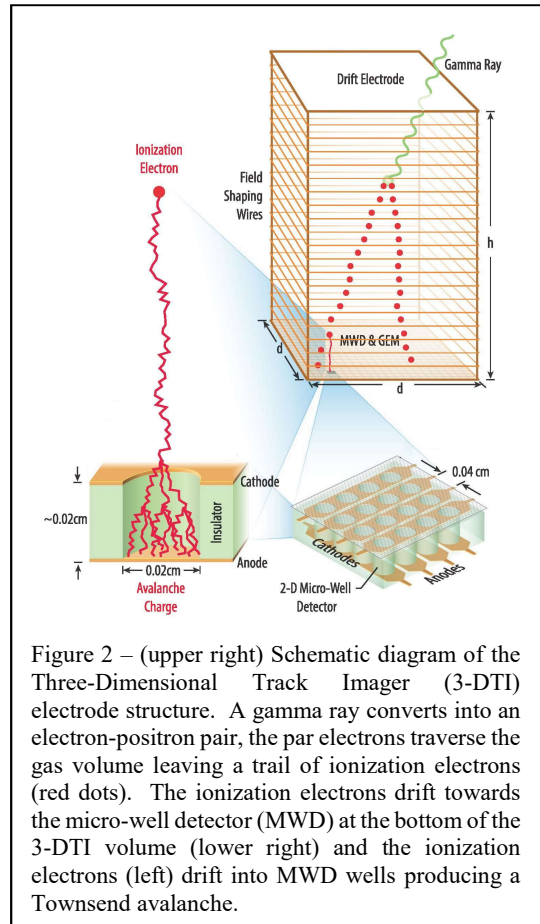 Gamma Ray
Drift Electrode
Ionization
Electron
Field
Shaping
Wires
h
MWD & GEM
d
d
Cathode
~0.02cm
Insulator
Anode
0.02cm
Avalanche
Charge
0.04 cm
Cathodes
Anodes
2-D Micro-Well
Detector
Figure 2 – (upper right) Schematic diagram of the
Three-Dimensional Track Imager (3-DTI)
electrode structure. A gamma ray converts into an
electron-positron pair, the par electrons traverse the
gas volume leaving a trail of ionization electrons
(red dots). The ionization electrons drift towards
the micro-well detector (MWD) at the bottom of the
3-DTI volume (lower right) and the ionization
electrons (left) drift into MWD wells producing a
Townsend avalanche.